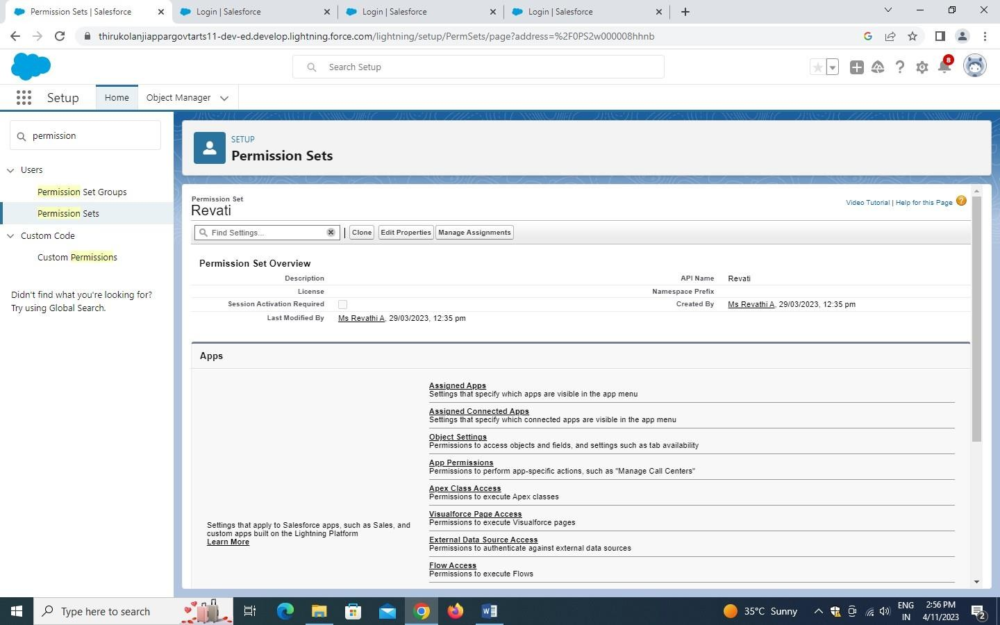 Permission Sets | Salesforce
Login | Salesforce
Login | Salesforce
Login | Salesforce
thirukolanjiappargovtarts11-dev-ed.develop.lightning.force.com/lightning/setup/PermSets/page?address=%2F0PS2w000008hhnb
Search Setup
8
Setup
Home
Object Manager
permission
Users
Permission Set Groups
Permission Sets
Custom Code
Custom Permissions
Didn't find what you're looking for?
Try using Global Search.
SETUP
Permission Sets
Permission Set
Revati
Video Tutorial | Help for this Page
Find Settings...
Clone
Edit Properties
Manage Assignments
Permission Set Overview
Description
API Name Revati
License
Namespace Prefix
Session Activation Required
Created By Ms Revathi A, 29/03/2023, 12:35 pm
Last Modified By Ms Revathi A, 29/03/2023, 12:35 pm
Apps
Settings that apply to Salesforce apps, such as Sales, and
custom apps built on the Lightning Platform
Learn More
Assigned Apps
Settings that specify which apps are visible in the app menu
Assigned Connected Apps
Settings that specify which connected apps are visible in the app menu
Object Settings
Permissions to access objects and fields, and settings such as tab availability
App Permissions
Permissions to perform app-specific actions, such as "Manage Call Centers"
Apex Class Access
Permissions to execute Apex classes
Visualforce Page Access
Permissions to execute Visualforce pages
External Data Source Access
Permissions to authenticate against external data sources
Flow Access
Permissions to execute Flows
Type here to search
35°C Sunny
ENG
IN
2:56 PM
4/11/2023
2